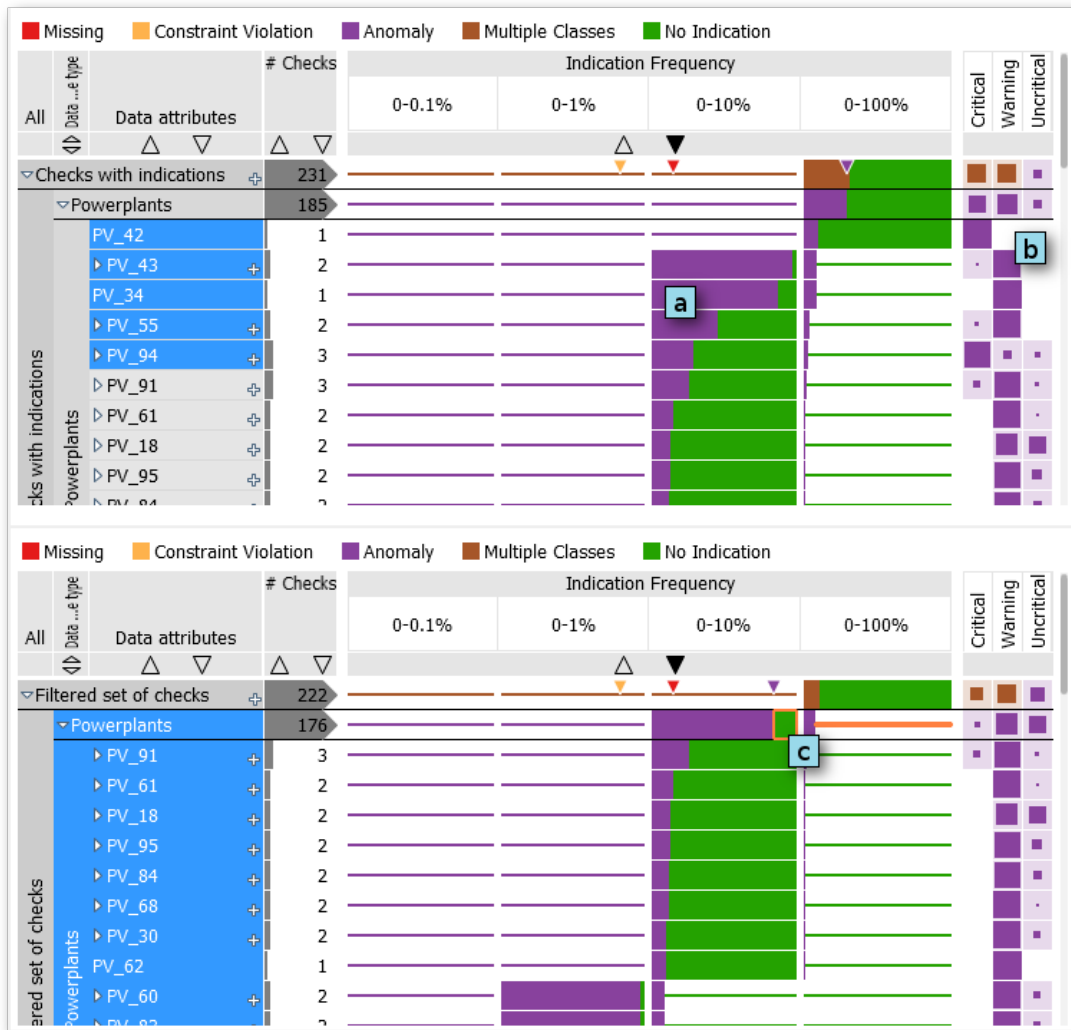 Missing Constraint Violation Anomaly Multiple Classes No Indication
All Data ...e type Data attributes # Checks Indication Frequency Critical Warning Uncritical
0-0.1% 0-1% 0-10% 0-100%
Checks with indications 231
Powerplants 185
PV_42 1
b
PV_43 2
PV_34 1
a
PV_55 2
PV_94 3
PV_91 3
PV_61 2
PV_18 2
PV_95 2
PV_84 2
cks with indications
Powerplants
Missing Constraint Violation Anomaly Multiple Classes No Indication
All Data ...e type Data attributes # Checks Indication Frequency Critical Warning Uncritical
0-0.1% 0-1% 0-10% 0-100%
Filtered set of checks 222
Powerplants 176
c
PV_91 3
PV_61 2
PV_18 2
PV_95 2
PV_84 2
PV_68 2
PV_30 2
PV_62 1
PV_60 2
ered set of checks
Powerplants